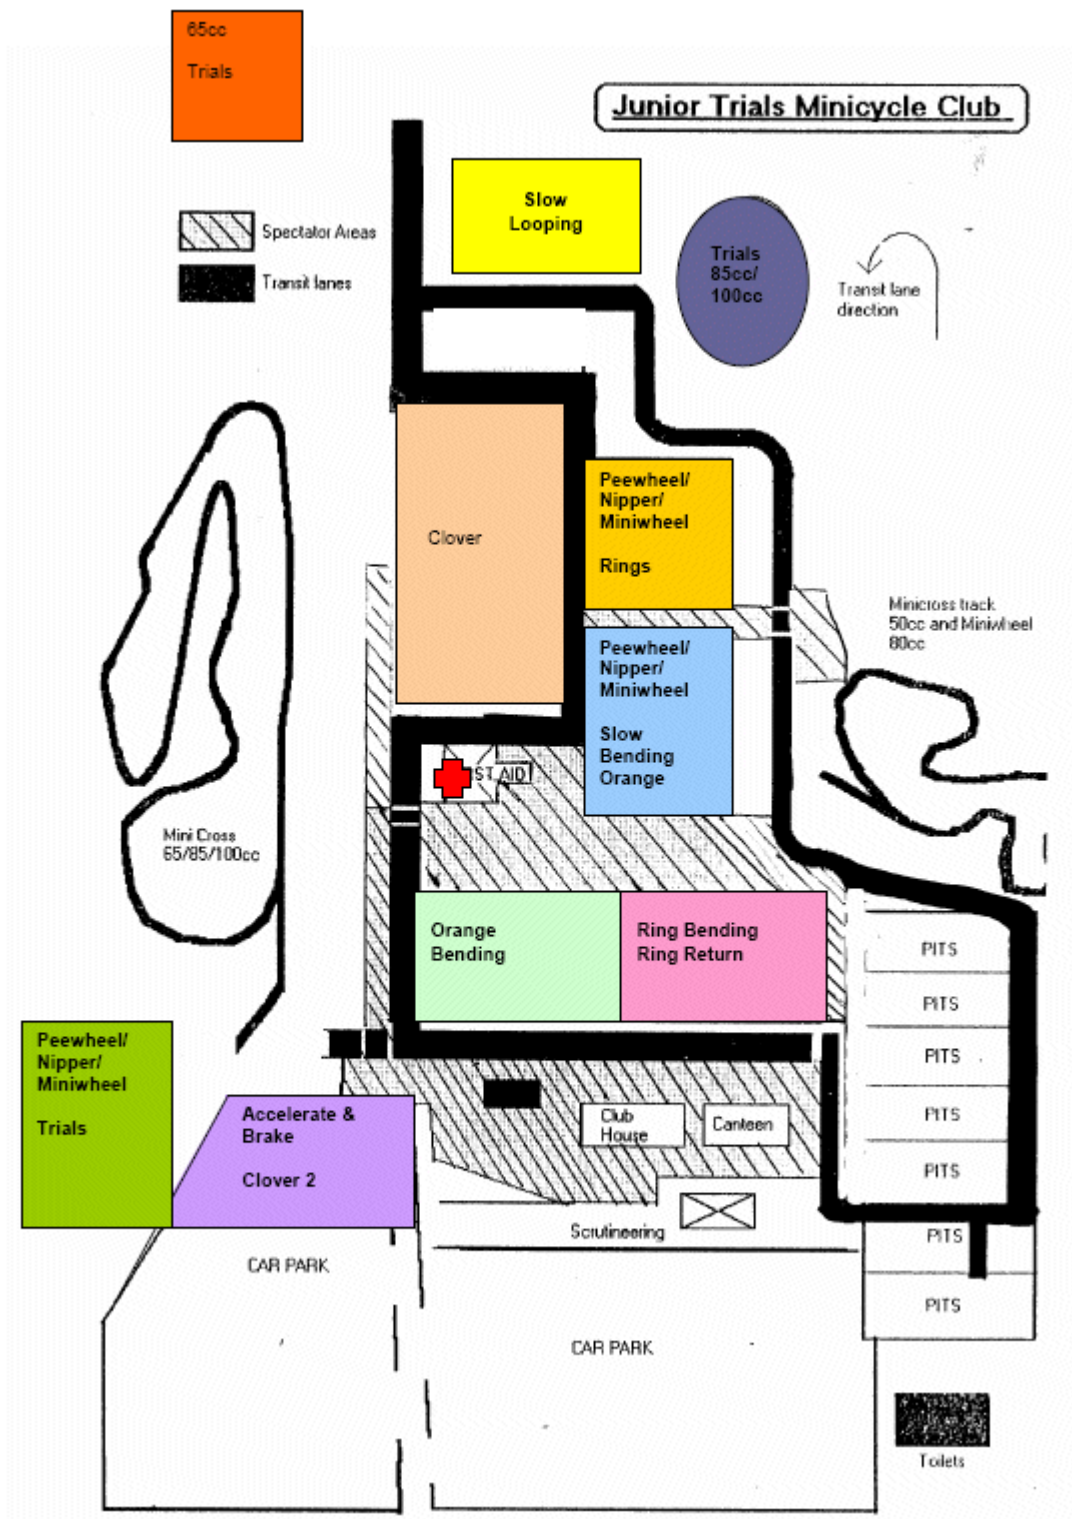 65cc
Trials
Junior Trials Minicycle Club
Slow
Looping
Spectator Areas
Transit lanes
Trials
85cc/
100cc
Transit lane
direction
Clover
Peewheel/
Nipper/
Miniwheel
Rings
Minicross track
50cc and Miniwheel
80cc
Peewheel/
Nipper/
Miniwheel
Slow
Bending
Orange
ST AID
Mini Cross
65/85/100cc
Orange
Bending
Ring Bending
Ring Return
PITS
PITS
PITS
PITS
PITS
Peewheel/
Nipper/
Miniwheel
Trials
Accelerate &
Brake
Clover 2
Club
House
Canteen
Scrutineering
PITS
PITS
CAR PARK
CAR PARK
Toilets